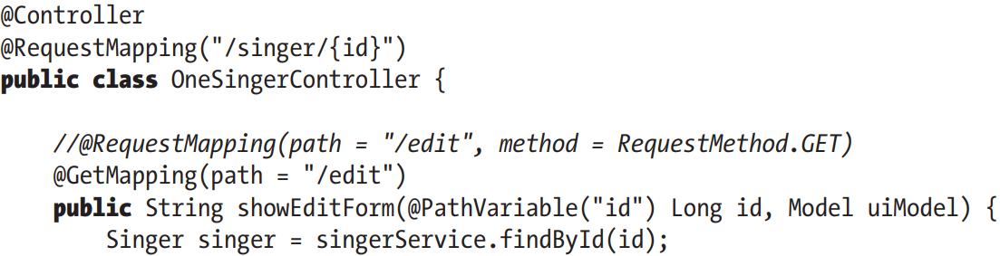 @Controller
@RequestMapping("/singer/{id}")
public class OneSingerController {
//@RequestMapping(path = "/edit", method = RequestMethod.GET)
@GetMapping(path = "/edit")
public String showEditForm(@PathVariable("id") Long id, Model uiModel) {
Singer singer = singerService.findById(id);